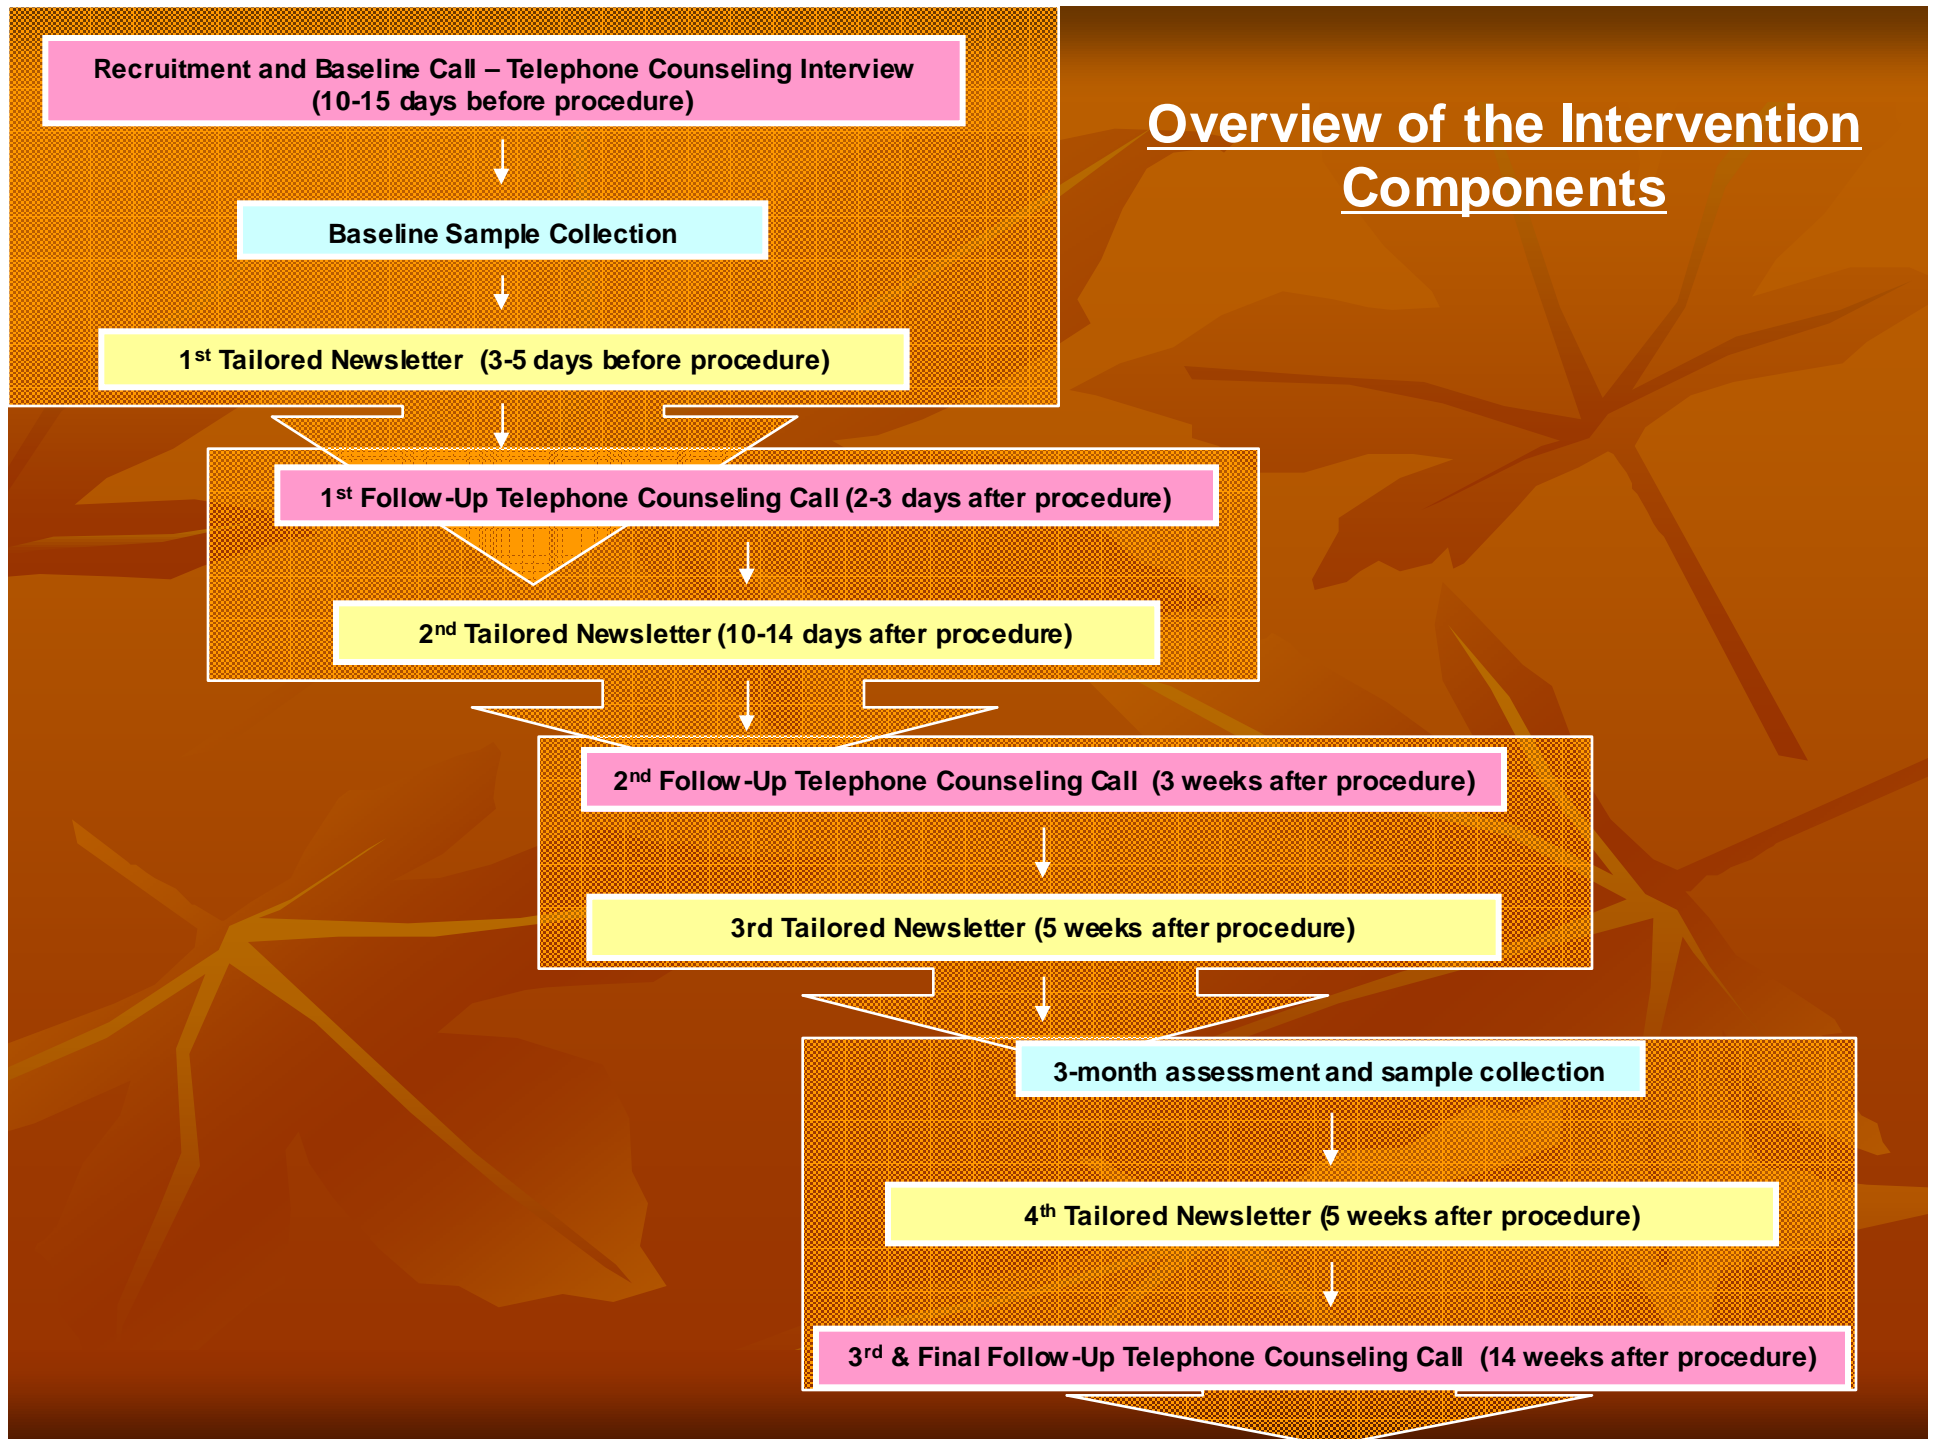 Recruitment and Baseline Call – Telephone Counseling Interview
(10-15 days before procedure)
Overview of the Intervention
Components
Baseline Sample Collection
1st Tailored Newsletter (3-5 days before procedure)
1st Follow-Up Telephone Counseling Call (2-3 days after procedure)
2nd Tailored Newsletter (10-14 days after procedure)
2nd Follow-Up Telephone Counseling Call (3 weeks after procedure)
3rd Tailored Newsletter (5 weeks after procedure)
3-month assessment and sample collection
4th Tailored Newsletter (5 weeks after procedure)
3rd & Final Follow-Up Telephone Counseling Call (14 weeks after procedure)